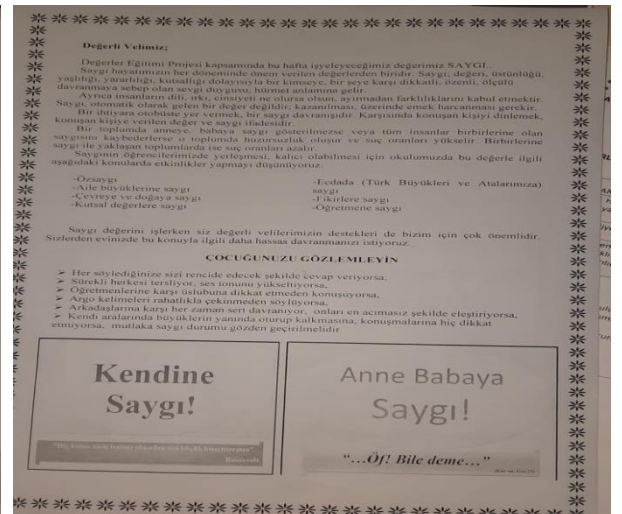 Değerli Velimiz;
Değerler Eğitimi Projesi kapsamında bu hafta işleyeleyeceğimiz değerimiz SAYGI..
Saygı hayatımızın her döneminde önem verilen değerlerden biridir. Saygı; değeri, üstünlüğü,
yaşlılığı, yararlılığı, kutsallığı dolayısıyla bir kimseye, bir şeye karşı dikkatli, özenli, ölçülü
davranmaya sebep olan sevgi duygusu, hürmet anlamına gelir.
Ayrıca insanların dili, ırkı, cinsiyeti ne olursa olsun, ayırmadan farklılıklarını kabul etmektir.
Saygı, otomatik olarak gelen bir değer değildir, kazanılması, üzerinde emek harcanması gerekir.
Bir ihtiyara otobüste yer vermek, bir saygı davranışıdır. Karşısında konuşan kişiyi dinlemek,
konuşan kişiye verilen değer ve saygı ifadesidir.
Bir toplumda anneye, babaya saygı gösterilmezse veya tüm insanlar birbirlerine olan
saygısını kaybederlerse o toplumda huzursuzluk oluşur ve suç oranları yükselir. Birbirlerine
saygı ile yaklaşan toplumlarda ise suç oranları azalır.
Saygının öğrencilerimizde yerleşmesi, kalıcı olabilmesi için okulumuzda bu değerle ilgili
aşağıdaki konularda etkinlikler yapmayı düşünüyoruz.
-Özsaygı
-Aile büyüklerine saygı
-Çevreye ve doğaya saygı
-Kutsal değerlere saygı
-Ecdada (Türk Büyükleri ve Atalarımıza)
saygı
-Fikirlere saygı
-Öğretmene saygı
Saygı değerini işlerken siz değerli velilerimizin destekleri de bizim için çok önemlidir.
Sizlerden evinizde bu konuyla ilgili daha hassas davranmanızı istiyoruz.
ÇOCUĞUNUZU GÖZLEMLEYİN
➢ Her söylediğinize sizi rencide edecek şekilde cevap veriyorsa,
➢ Sürekli herkesi tersliyor, ses tonunu yükseltiyorsa,
➢ Öğretmenlerine karşı üslubuna dikkat etmeden konuşuyorsa,
➢ Argo kelimeleri rahatlıkla çekinmeden söylüyorsa,
➢ Arkadaşlarına karşı her zaman sert davranıyor, onları en acımasız şekilde eleştiriyorsa,
➢ Kendi aralarında büyüklerin yanında oturup kalkmasına, konuşmalarına hiç dikkat
etmiyorsa, mutlaka saygı durumu gözden geçirilmelidir
Kendine
Saygı!
Anne Babaya
Saygı!
"...Öf! Bile deme..."